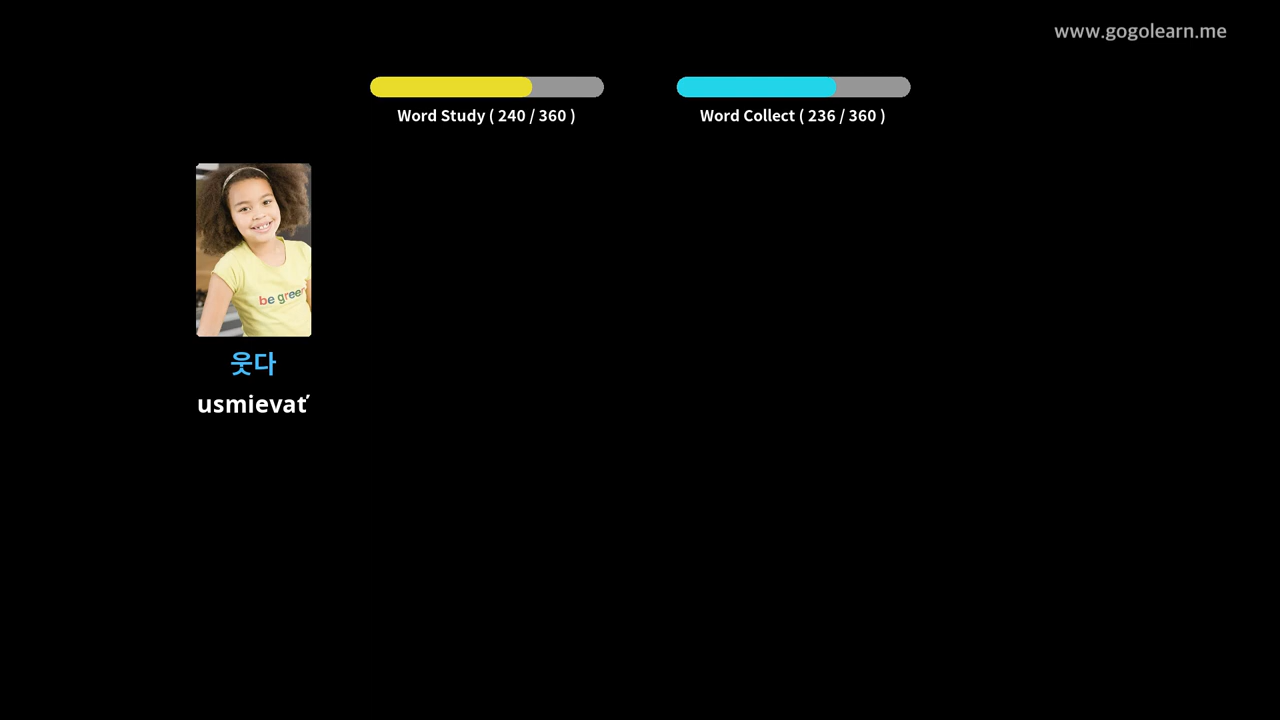 www.gogolearn.me
Word Study ( 240 / 360 )
Word Collect ( 236 / 360 )
be green
웃다
usmievať